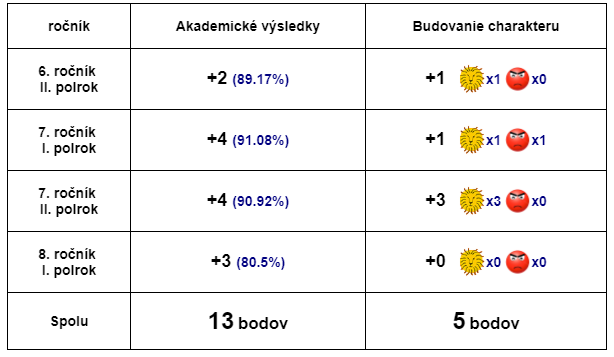 ročník Akademické výsledky Budovanie charakteru
6. ročník
II. polrok
+2 (89.17%) +1 x1 x0
7. ročník
I. polrok
+4 (91.08%) +1 x1 x1
7. ročník
II. polrok
+4 (90.92%) +3 x3 x0
8. ročník
I. polrok
+3 (80.5%) +0 x0 x0
Spolu 13 bodov 5 bodov